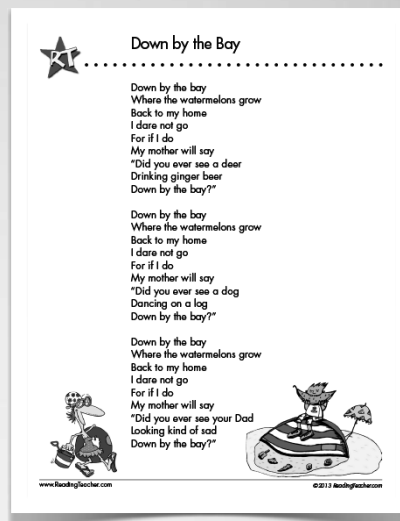 RT
Down by the Bay
Down by the bay
Where the watermelons grow
Back to my home
I dare not go
For if I do
My mother will say
“Did you ever see a deer
Drinking ginger beer
Down by the bay?”
Down by the bay
Where the watermelons grow
Back to my home
I dare not go
For if I do
My mother will say
“Did you ever see a dog
Dancing on a log
Down by the bay?”
Down by the bay
Where the watermelons grow
Back to my home
I dare not go
For if I do
My mother will say
“Did you ever see your Dad
Looking kind of sad
Down by the bay?”
www.ReadingTeacher.com
©2013 ReadingTeacher.com